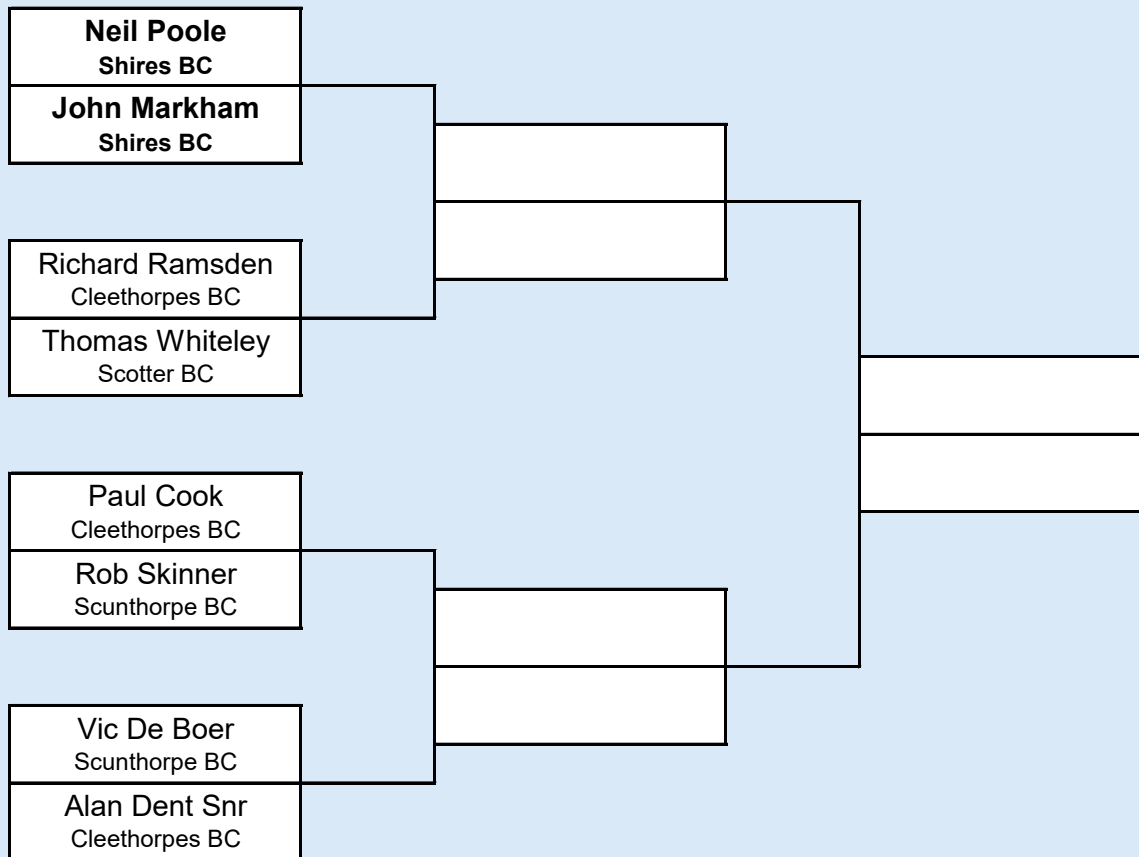 Neil Poole
Shires BC
John Markham
Shires BC
Richard Ramsden
Cleethorpes BC
Thomas Whiteley
Scotter BC
Paul Cook
Cleethorpes BC
Rob Skinner
Scunthorpe BC
Vic De Boer
Scunthorpe BC
Alan Dent Snr
Cleethorpes BC